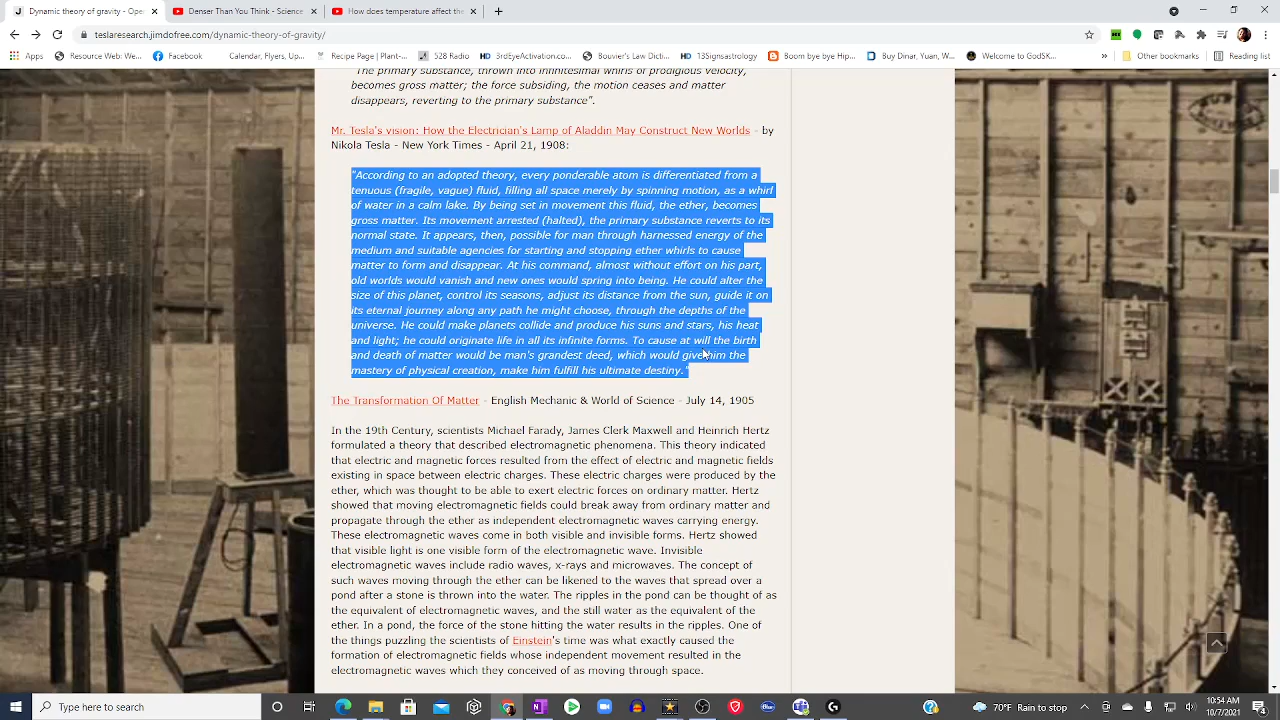 Dynamic theory of gravity - Ope
Denser Than You Think - Science
How does temperature affect the
teslaresearch.jimdofree.com/dynamic-theory-of-gravity/
Apps Resource Web: We... Facebook Calendar, Eclipses,... Recipe Page | Plant... 528 Radio 3rdEyeActivation.co... Bouvier's Law Dict... 13Signastrology Boom bye bye Hip... Buy Dinar, Yuan, W... Welcome to GodSK... » Other bookmarks Reading list
"The primary substance, thrown into infinitesimal whirls of prodigious velocity,
becomes gross matter; the force subsiding, the motion ceases and matter
disappears, reverting to the primary substance".
Mr. Tesla's vision: How the Electrician's Lamp of Aladdin May Construct New Worlds - by
Nikola Tesla - New York Times - April 21, 1908:
"According to an adopted theory, every ponderable atom is differentiated from a
tenuous (fragile, vague) fluid, filling all space merely by spinning motion, as a whirl
of water in a calm lake. By being set in movement this fluid, the ether, becomes
gross matter. Its movement arrested (halted), the primary substance reverts to its
normal state. It appears, then, possible for man through harnessed energy of the
medium and suitable agencies for starting and stopping ether whirls to cause
matter to form and disappear. At his command, almost without effort on his part,
old worlds would vanish and new ones would spring into being. He could alter the
size of this planet, control its seasons, adjust its distance from the sun, guide it on
its eternal journey along any path he might choose, through the depths of the
universe. He could make planets collide and produce his suns and stars, his heat
and light; he could originate life in all its infinite forms. To cause at will the birth
and death of matter would be man's grandest deed, which would give him the
mastery of physical creation, make him fulfill his ultimate destiny."
The Transformation Of Matter - English Mechanic & World of Science - July 14, 1905
In the 19th Century, scientists Michael Farady, James Clerk Maxwell and Heinrich Hertz
formulated a theory that described electromagnetic phenomena. This theory indicated
that electric and magnetic forces resulted from the effect of electric and magnetic fields
existing in space between electric charges. These electric charges were produced by the
ether, which was thought to be able to exert electric forces on ordinary matter. Hertz
showed that moving electromagnetic fields could break away from ordinary matter and
propagate through the ether as independent electromagnetic waves carrying energy.
These electromagnetic waves come in both visible and invisible forms. Hertz showed
that visible light is one visible form of the electromagnetic wave. Invisible
electromagnetic waves include radio waves, x-rays and microwaves. The concept of
such waves moving through the ether can be likened to the waves that spread over a
pond after a stone is thrown into the water. The ripples in the pond can be thought of as
the equivalent of electromagnetic waves, and the still water as the equivalent of the
ether. In a pond, the force of the stone hitting the water results in the ripples. One of
the things puzzling the scientists of Einstein's time was what exactly caused the
formation of electromagnetic fields whose independent movement resulted in the
electromagnetic waves which they conceived of as moving through space.
Type here to search
70°F Partly sunny
10:54 AM
10/7/2021